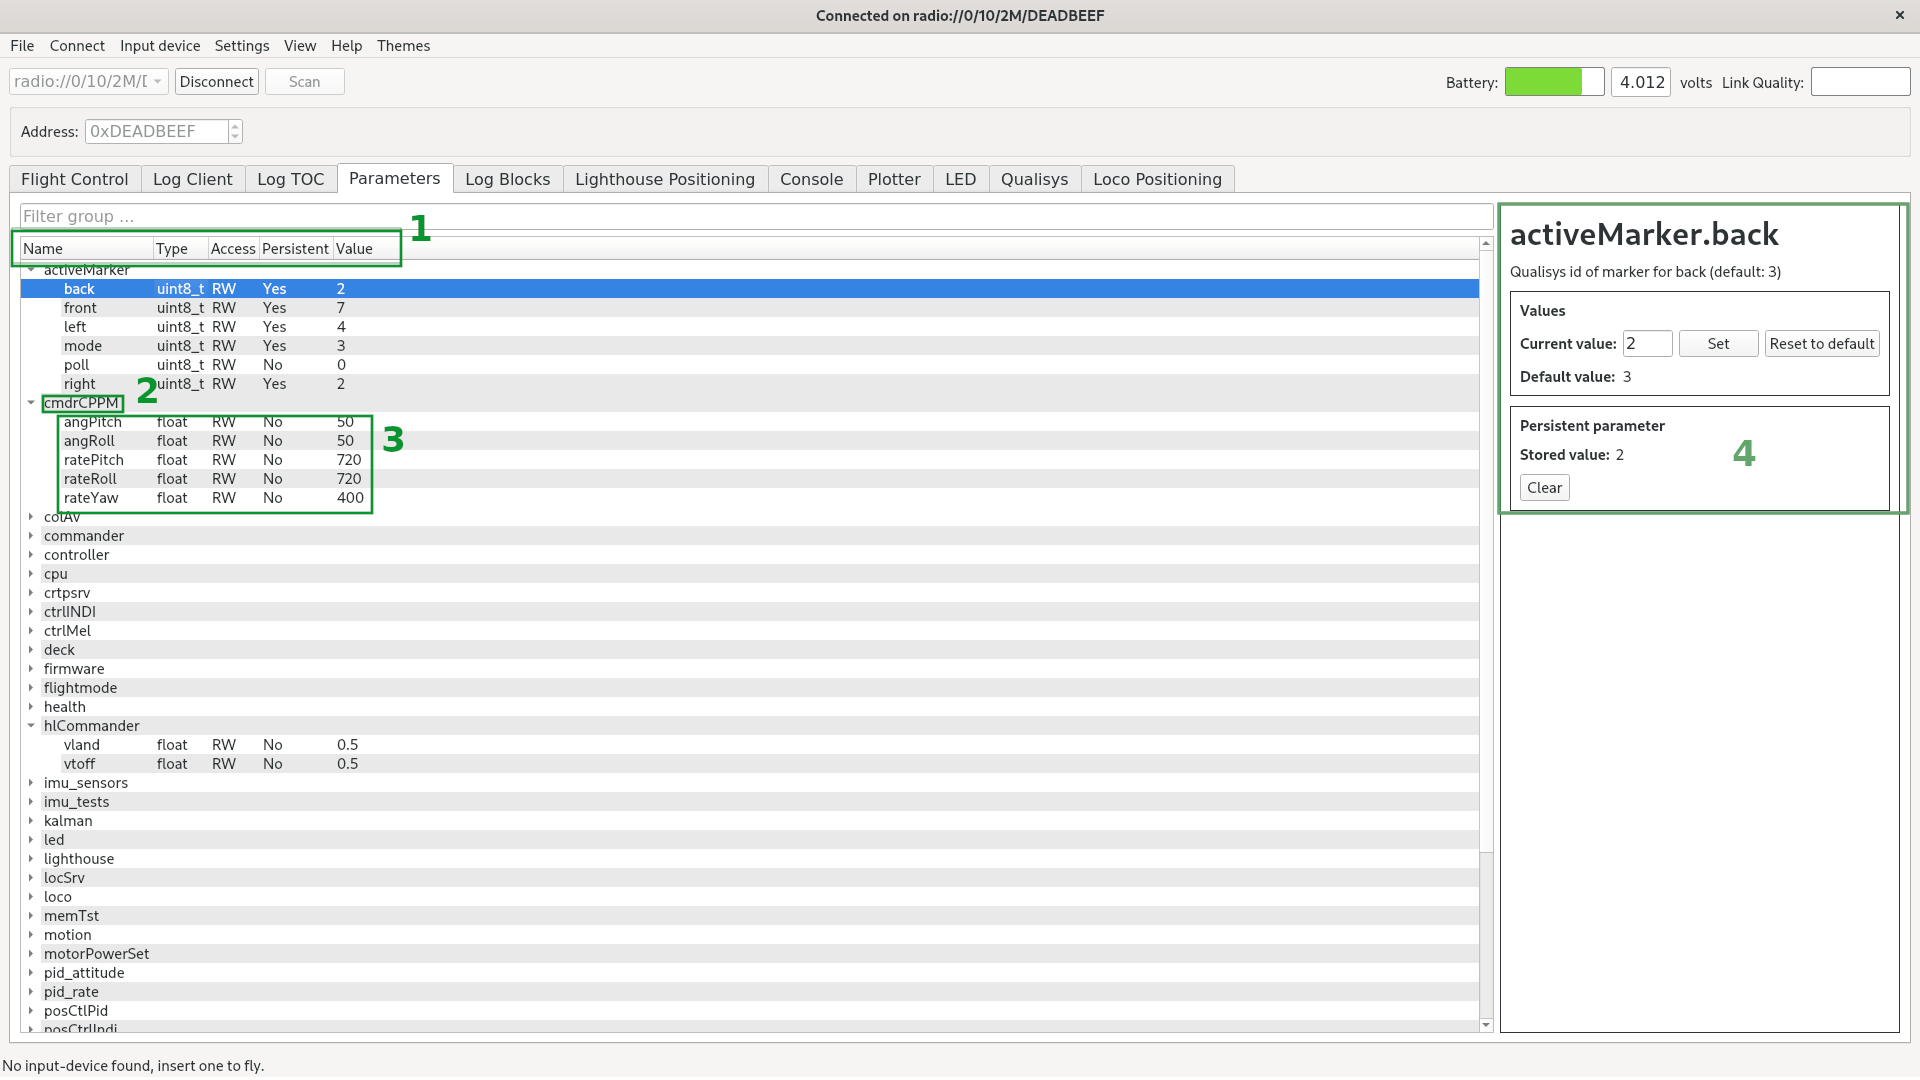 Connected on radio://0/10/2M/DEADBEEF ×
File Connect Input device Settings View Help Themes
radio://0/10/2M/[ Disconnect Scan Battery: 4.012 volts Link Quality:
Address: 0xDEADBEEF
Flight Control Log Client Log TOC Parameters Log Blocks Lighthouse Positioning Console Plotter LED Qualisys Loco Positioning
Filter group ...
1
Name Type Access Persistent Value
activeMarker
back uint8_t RW Yes 2
front uint8_t RW Yes 7
left uint8_t RW Yes 4
mode uint8_t RW Yes 3
poll uint8_t RW No 0
right uint8_t RW Yes 2
2
cmdrCPPM
angPitch float RW No 50
angRoll float RW No 50
3
ratePitch float RW No 720
rateRoll float RW No 720
rateYaw float RW No 400
colAv
commander
controller
cpu
crtpsrv
ctrlINDI
ctrlMel
deck
firmware
flightmode
health
hlCommander
vland float RW No 0.5
vtoff float RW No 0.5
imu_sensors
imu_tests
kalman
led
lighthouse
locSrv
loco
memTst
motion
motorPowerSet
pid_attitude
pid_rate
posCtlPid
posCtrlIndi
activeMarker.back
Qualisys id of marker for back (default: 3)
Values
Current value: 2 Set Reset to default
Default value: 3
Persistent parameter
Stored value: 2
4
Clear
No input-device found, insert one to fly.